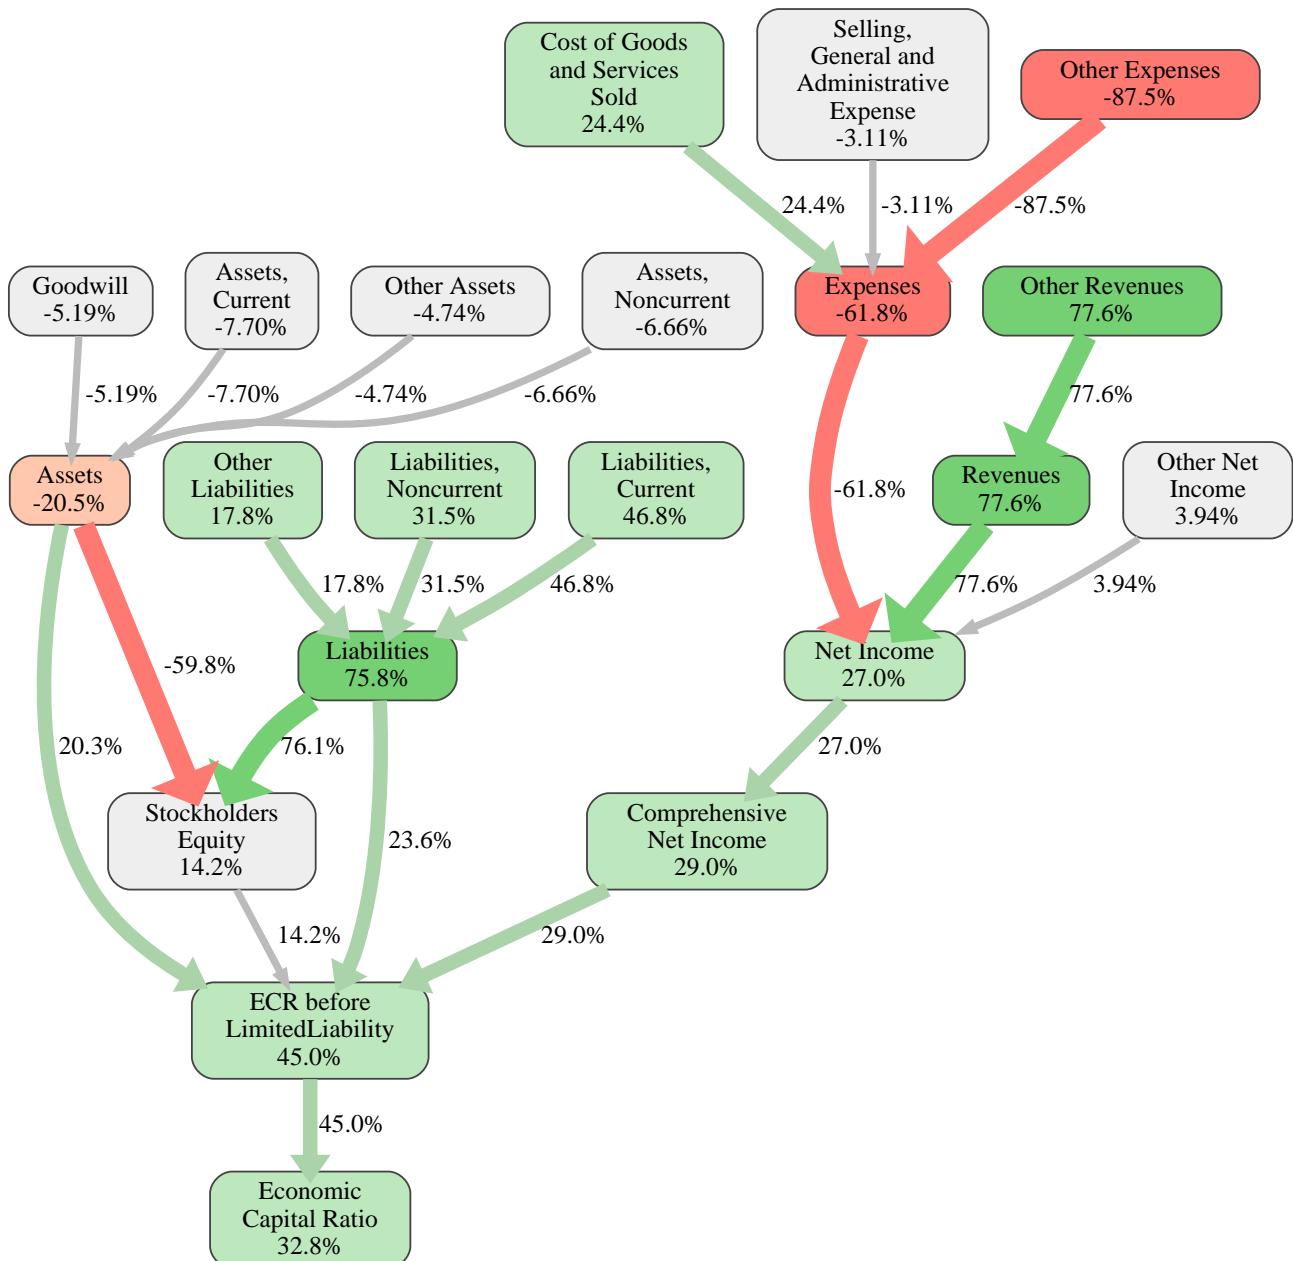 Cost of Goods
and Services
Sold
24.4%
Selling,
General and
Administrative
Expense
-3.11%
Other Expenses
-87.5%
24.4%
-3.11%
-87.5%
Goodwill
-5.19%
Assets,
Current
-7.70%
Other Assets
-4.74%
Assets,
Noncurrent
-6.66%
Expenses
-61.8%
Other Revenues
77.6%
-5.19%
-7.70%
-4.74%
-6.66%
77.6%
Assets
-20.5%
Other
Liabilities
17.8%
Liabilities,
Noncurrent
31.5%
Liabilities,
Current
46.8%
-61.8%
Revenues
77.6%
Other Net
Income
3.94%
17.8%
31.5%
46.8%
77.6%
3.94%
-59.8%
Liabilities
75.8%
Net Income
27.0%
20.3%
76.1%
27.0%
Stockholders
Equity
14.2%
23.6%
Comprehensive
Net Income
29.0%
14.2%
29.0%
ECR before
LimitedLiability
45.0%
45.0%
Economic
Capital Ratio
32.8%